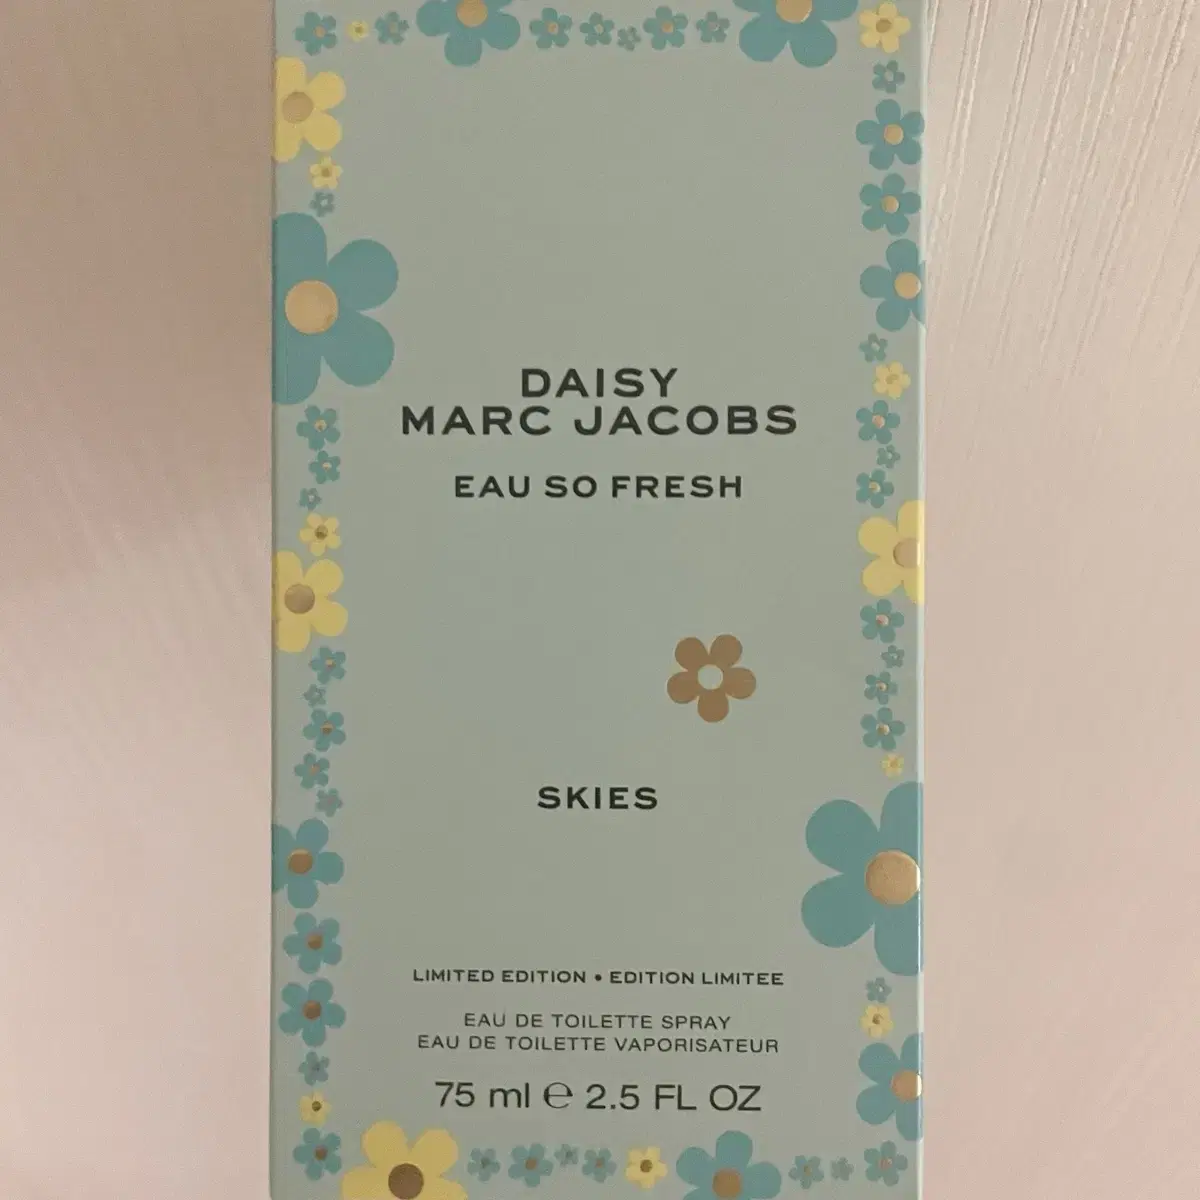 DAISY
MARC JACOBS
EAU SO FRESH
SKIES
LIMITED EDITION • EDITION LIMITEE
EAU DE TOILETTE SPRAY
EAU DE TOILETTE VAPORISATEUR
75 ml ℮ 2.5 FL OZ